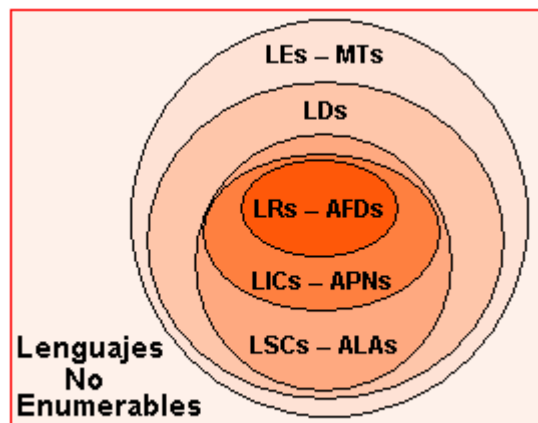 LEs – MTs
LDs
LRs – AFDs
LICs – APNs
LSCs – ALAs
Lenguajes
No
Enumerables